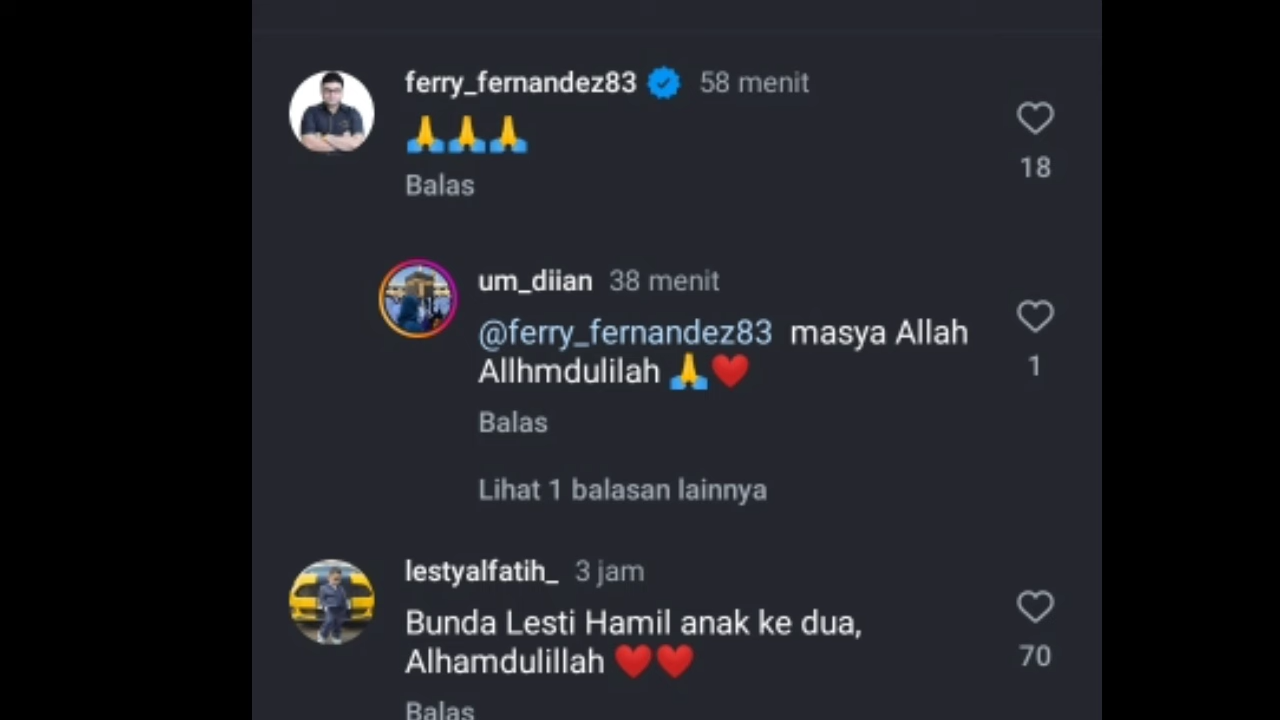 ferry_fernandez83 58 menit
🙏🙏🙏
18
Balas
um_diian 38 menit
@ferry_fernandez83 masya Allah
Allhmdulilah 🙏❤️
1
Balas
Lihat 1 balasan lainnya
lestyalfatih_ 3 jam
Bunda Lesti Hamil anak ke dua,
Alhamdulillah ❤️❤️
70
Balas